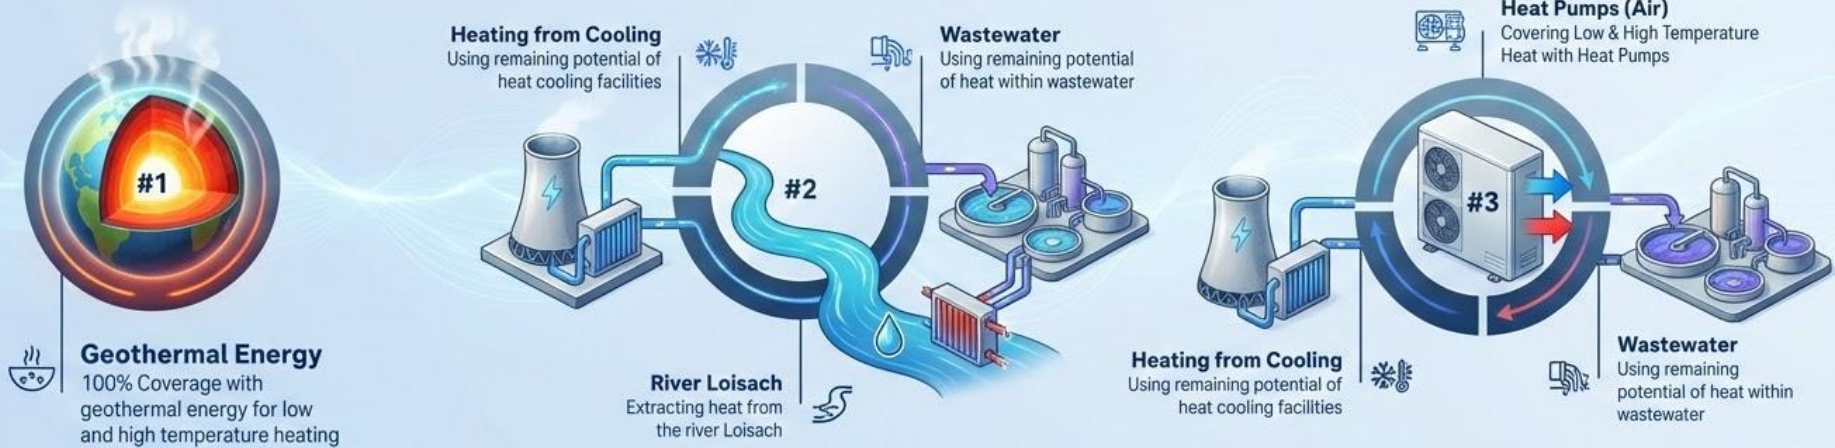 #1
Geothermal Energy
100% Coverage with
geothermal energy for low
and high temperature heating
Heating from Cooling
Using remaining potential of
heat cooling facilities
Wastewater
Using remaining potential
of heat within wastewater
#2
River Loisach
Extracting heat from
the river Loisach
Heat Pumps (Air)
Covering Low & High Temperature
Heat with Heat Pumps
#3
Heating from Cooling
Using remaining potential of
heat cooling facilities
Wastewater
Using remaining
potential of heat within
wastewater